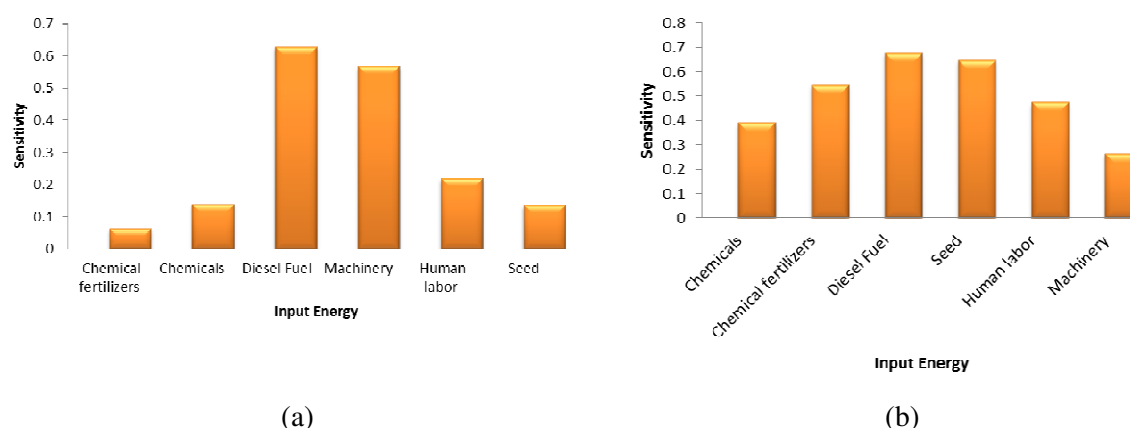 0.7
0.6
0.5
0.4
0.3
0.2
0.1
0
Sensitivity
Chemical fertilizers
Chemicals
Diesel Fuel
Machinery
Human labor
Seed
Input Energy
(a)
0.8
0.7
0.6
0.5
0.4
0.3
0.2
0.1
0
Sensitivity
Chemicals
Chemical fertilizers
Diesel Fuel
Seed
Human labor
Machinery
Input Energy
(b)